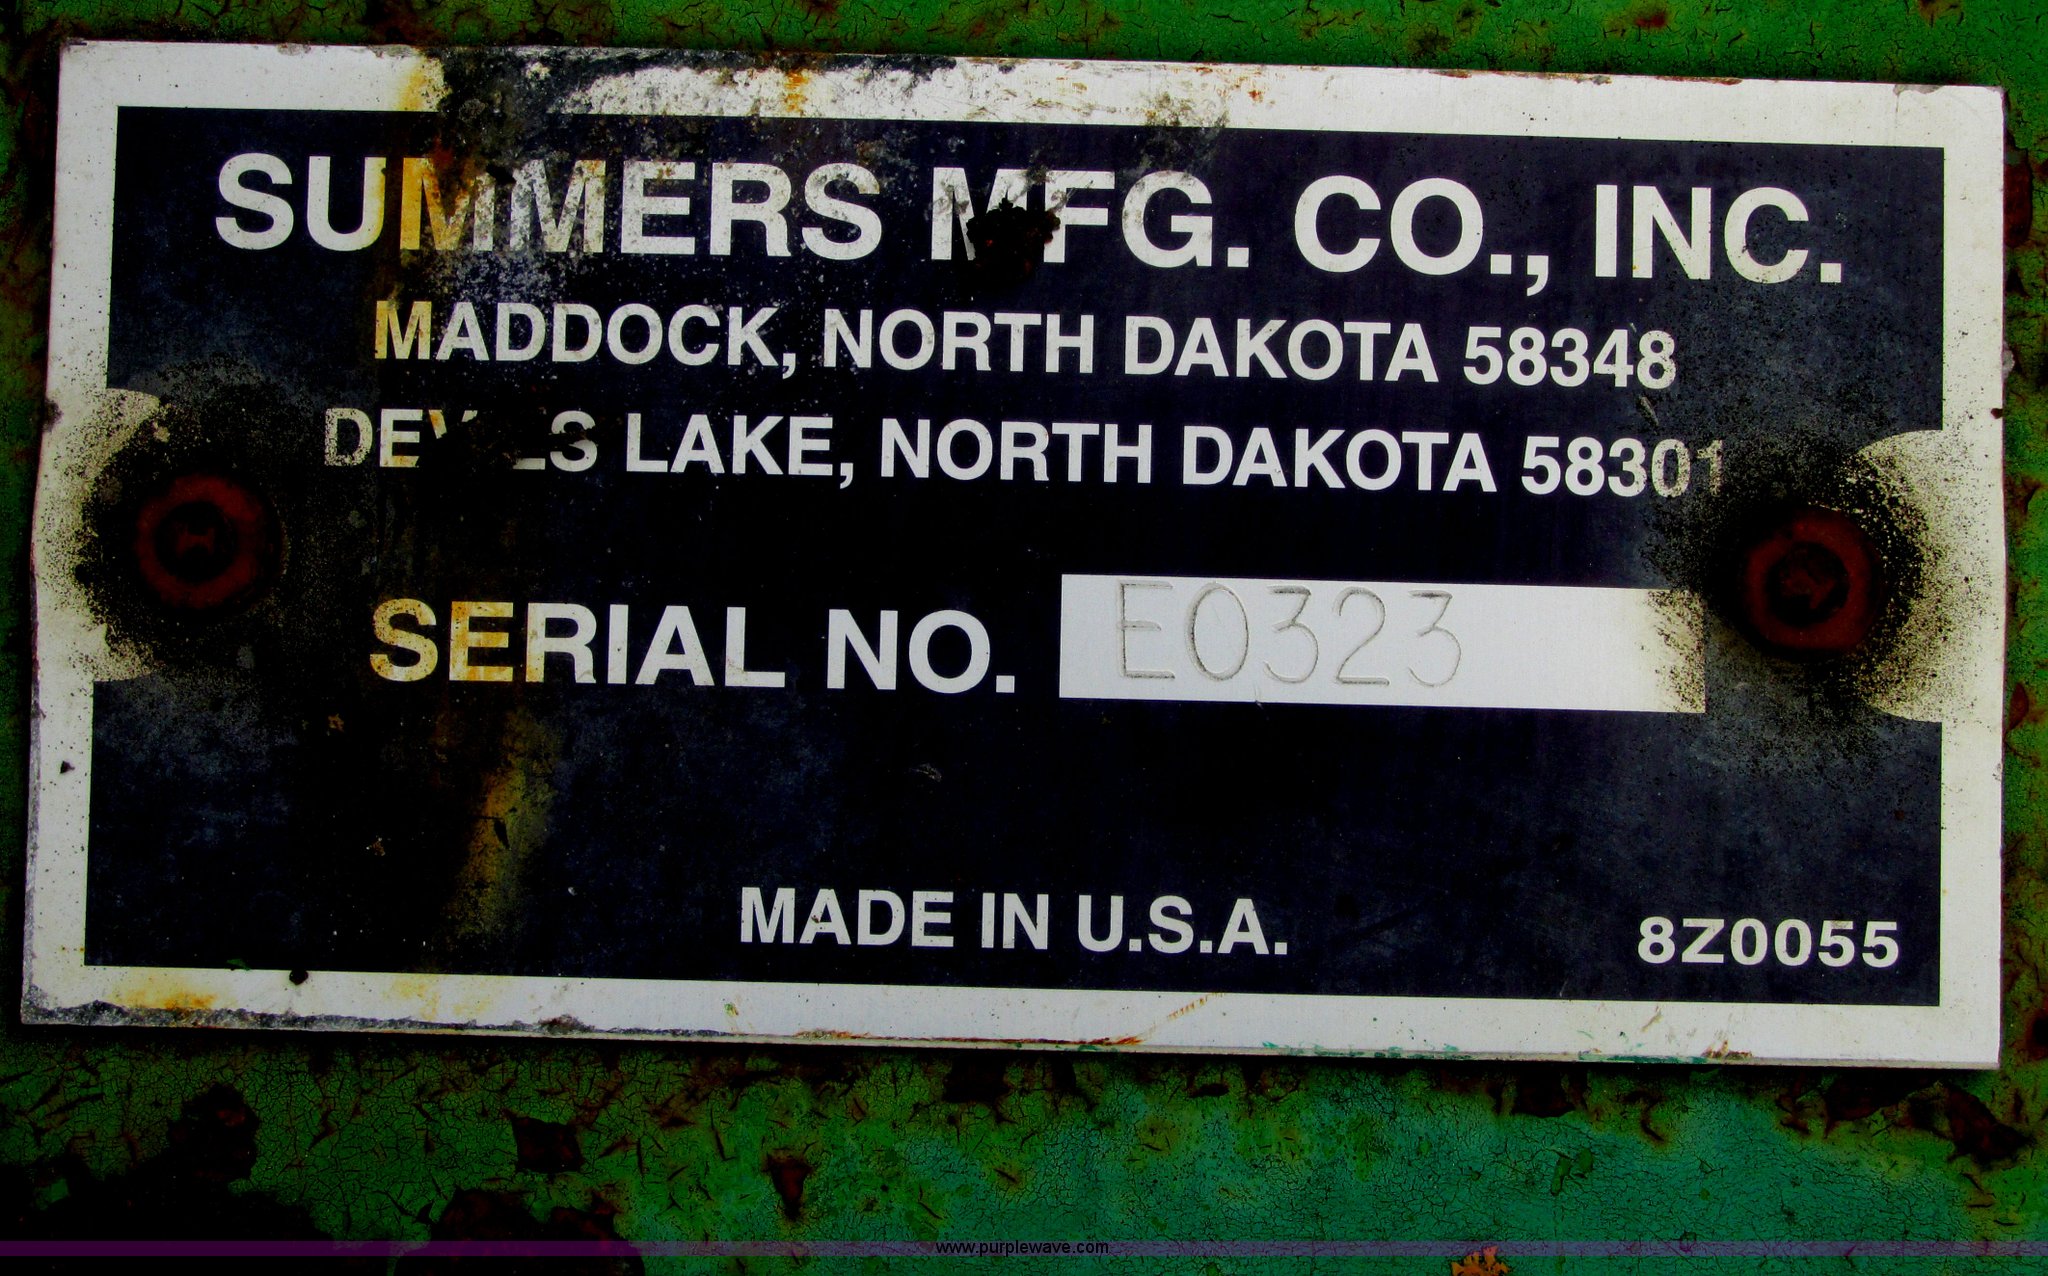 SUMMERS MFG. CO., INC.
MADDOCK, NORTH DAKOTA 58348
DEVILS LAKE, NORTH DAKOTA 58301
SERIAL NO. E0323
MADE IN U.S.A.
8Z0055
www.purplewave.com